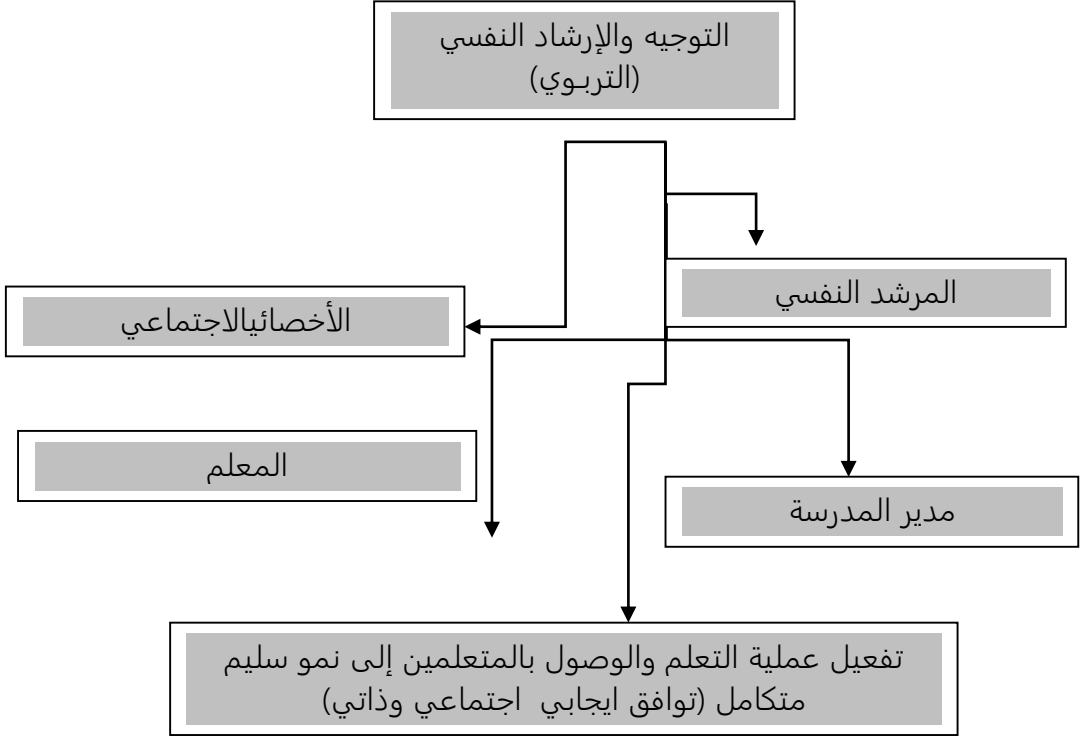 التوجيه والإرشاد النفسي
(التربـوي)
المرشد النفسي
الأخصائيالاجتماعي
المعلم
مدير المدرسة
تفعيل عملية التعلم والوصول بالمتعلمين إلى نمو سليم
متكامل (توافق ايجابي  اجتماعي وذاتي)